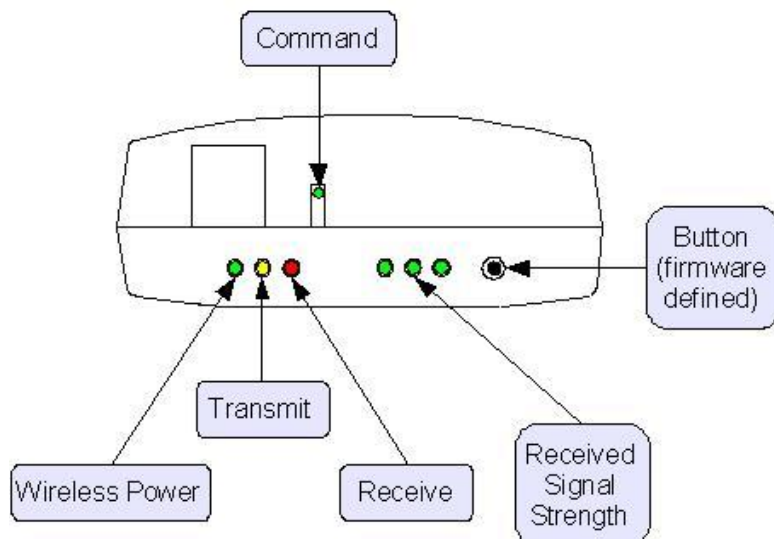 Command
Button
(firmware
defined)
Transmit
Wireless Power
Receive
Received
Signal
Strength